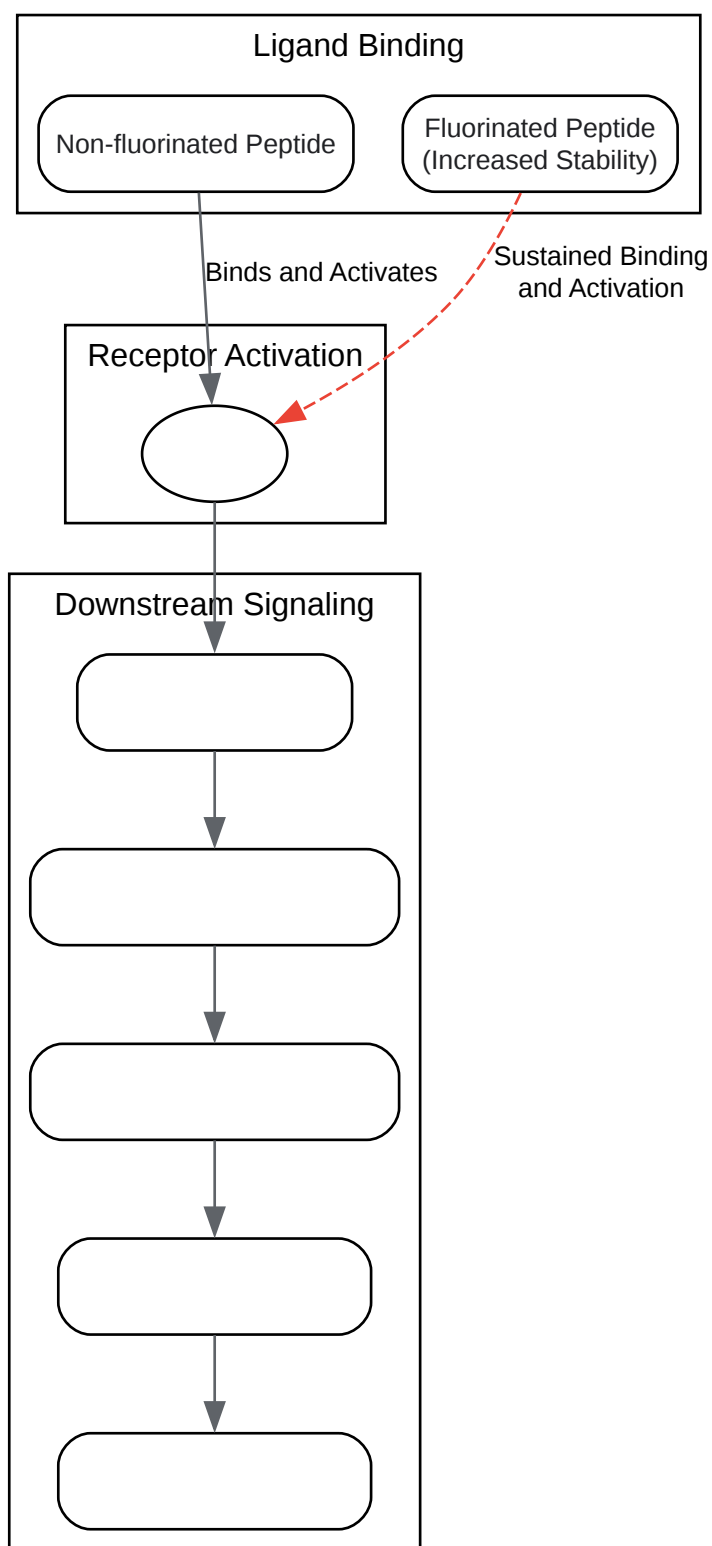 Ligand Binding
Non-fluorinated Peptide
Fluorinated Peptide
(Increased Stability)
Binds and Activates
Sustained Binding
and Activation
Receptor Activation
Downstream Signaling